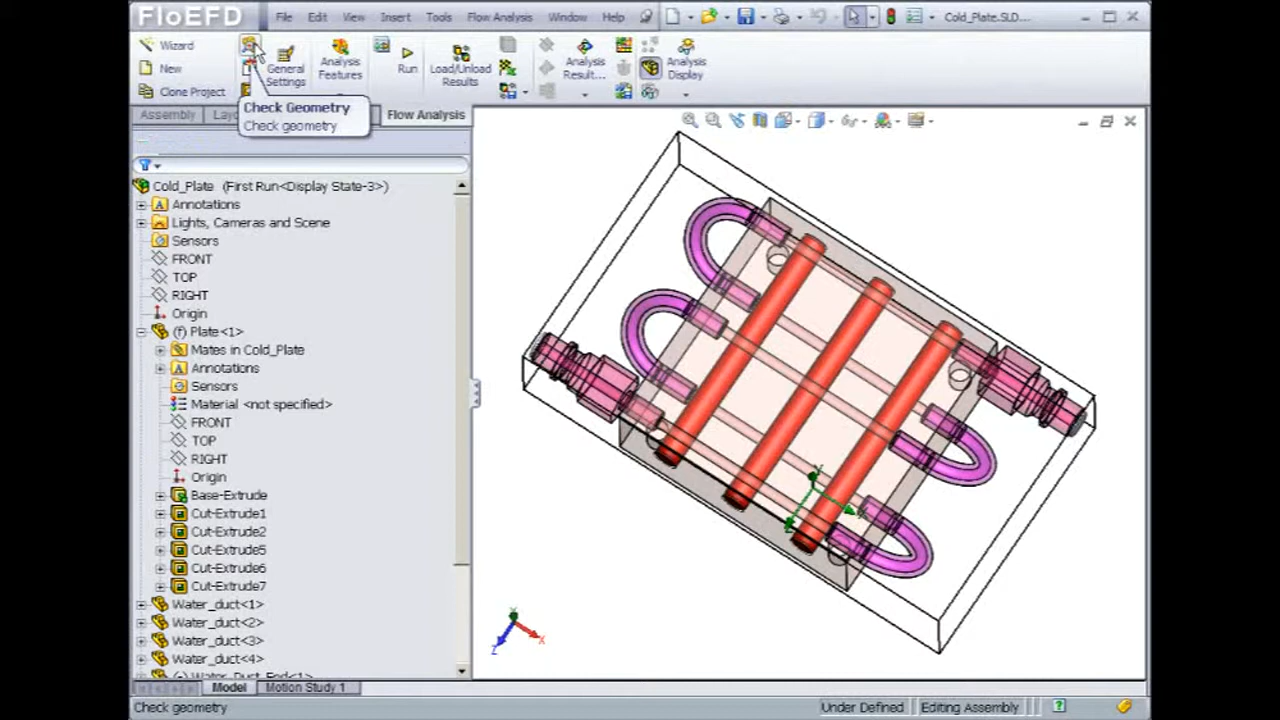 FloEFD
File Edit View Insert Tools Flow Analysis Window Help
Cold_Plate.SLD...
Wizard
New
Clone Project
General Settings
Analysis Features
Run
Load/Unload Results
Analysis Result...
Analysis Display
Check Geometry
Check geometry
Assembly
Flow Analysis
Cold_Plate (First Run<Display State-3>)
Annotations
Lights, Cameras and Scene
Sensors
FRONT
TOP
RIGHT
Origin
(f) Plate<1>
Mates in Cold_Plate
Annotations
Sensors
Material <not specified>
FRONT
TOP
RIGHT
Origin
Base-Extrude
Cut-Extrude1
Cut-Extrude2
Cut-Extrude5
Cut-Extrude6
Cut-Extrude7
Water_duct<1>
Water_duct<2>
Water_duct<3>
Water_duct<4>
Model Motion Study 1
Check geometry
Under Defined Editing Assembly